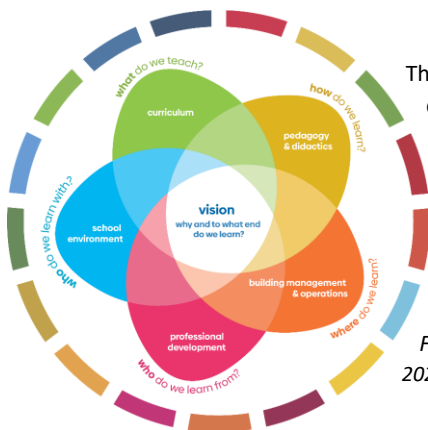 what do we teach?
how do we learn?
curriculum
pedagogy
& didactics
vision
why and to what end
do we learn?
who do we learn with?
school
environment
building management
& operations
where do we learn?
professional
development
who do we learn from?
Th
F
202